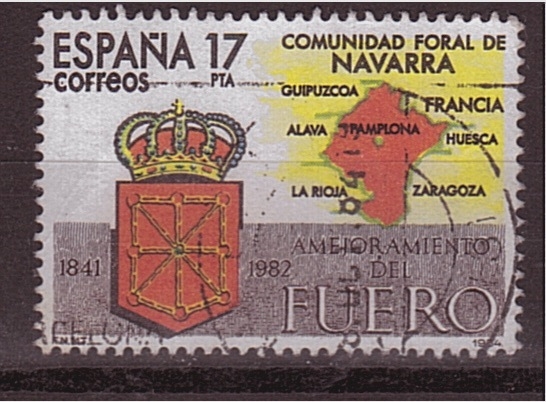 ESPAÑA 17
correos PTA
COMUNIDAD FORAL DE
NAVARRA
GUIPUZCOA
FRANCIA
ALAVA PAMPLONA
HUESCA
LA RIOJA ZARAGOZA
1841 1982
AMEJORAMIENTO
DEL
FUERO
1984